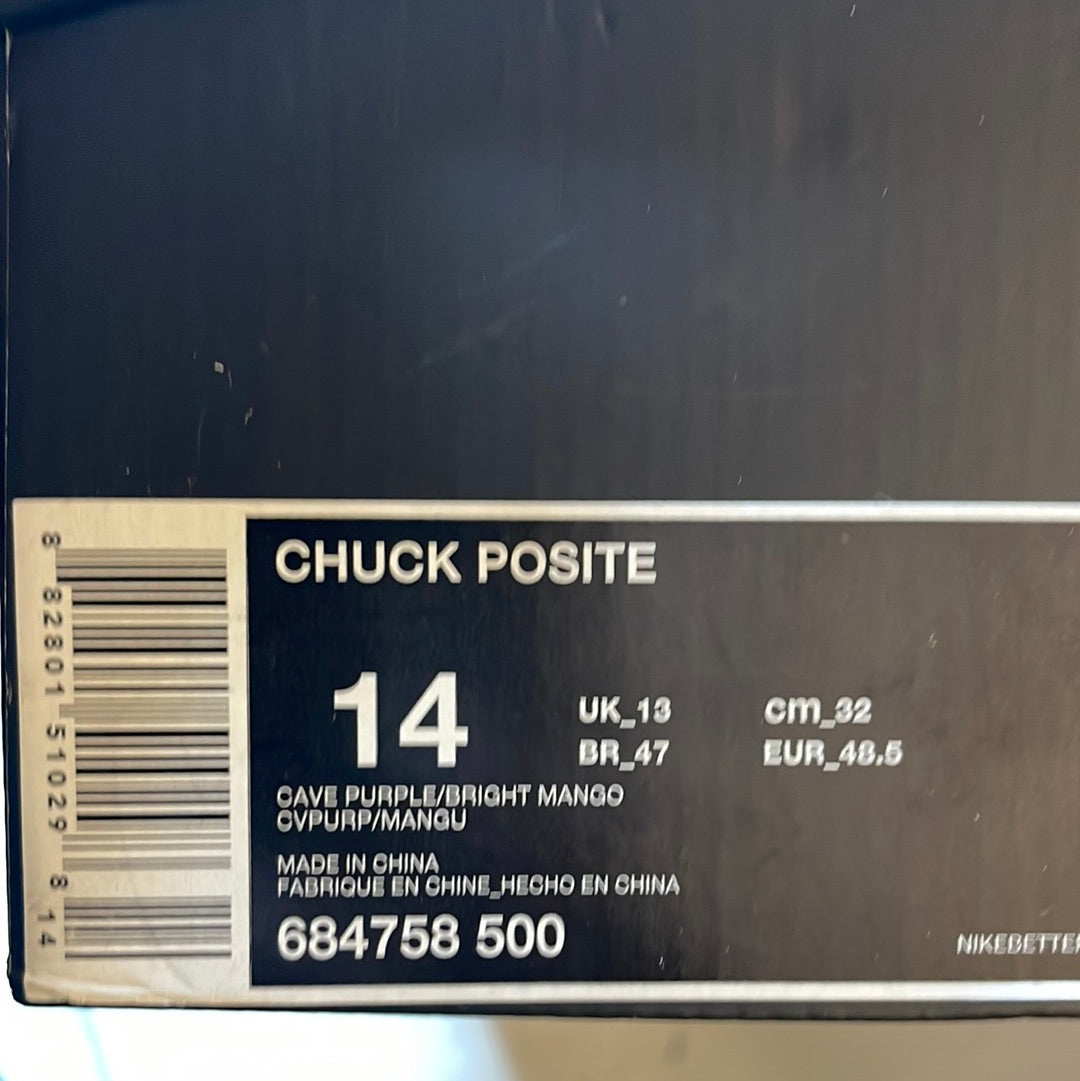 8 82801 51029 8 14
CHUCK POSITE
14
UK_13 cm_32
BR_47 EUR_48.5
CAVE PURPLE/BRIGHT MANGO
CVPURP/MANGU
MADE IN CHINA
FABRIQUE EN CHINE_HECHO EN CHINA
684758 500
NIKEBETTER